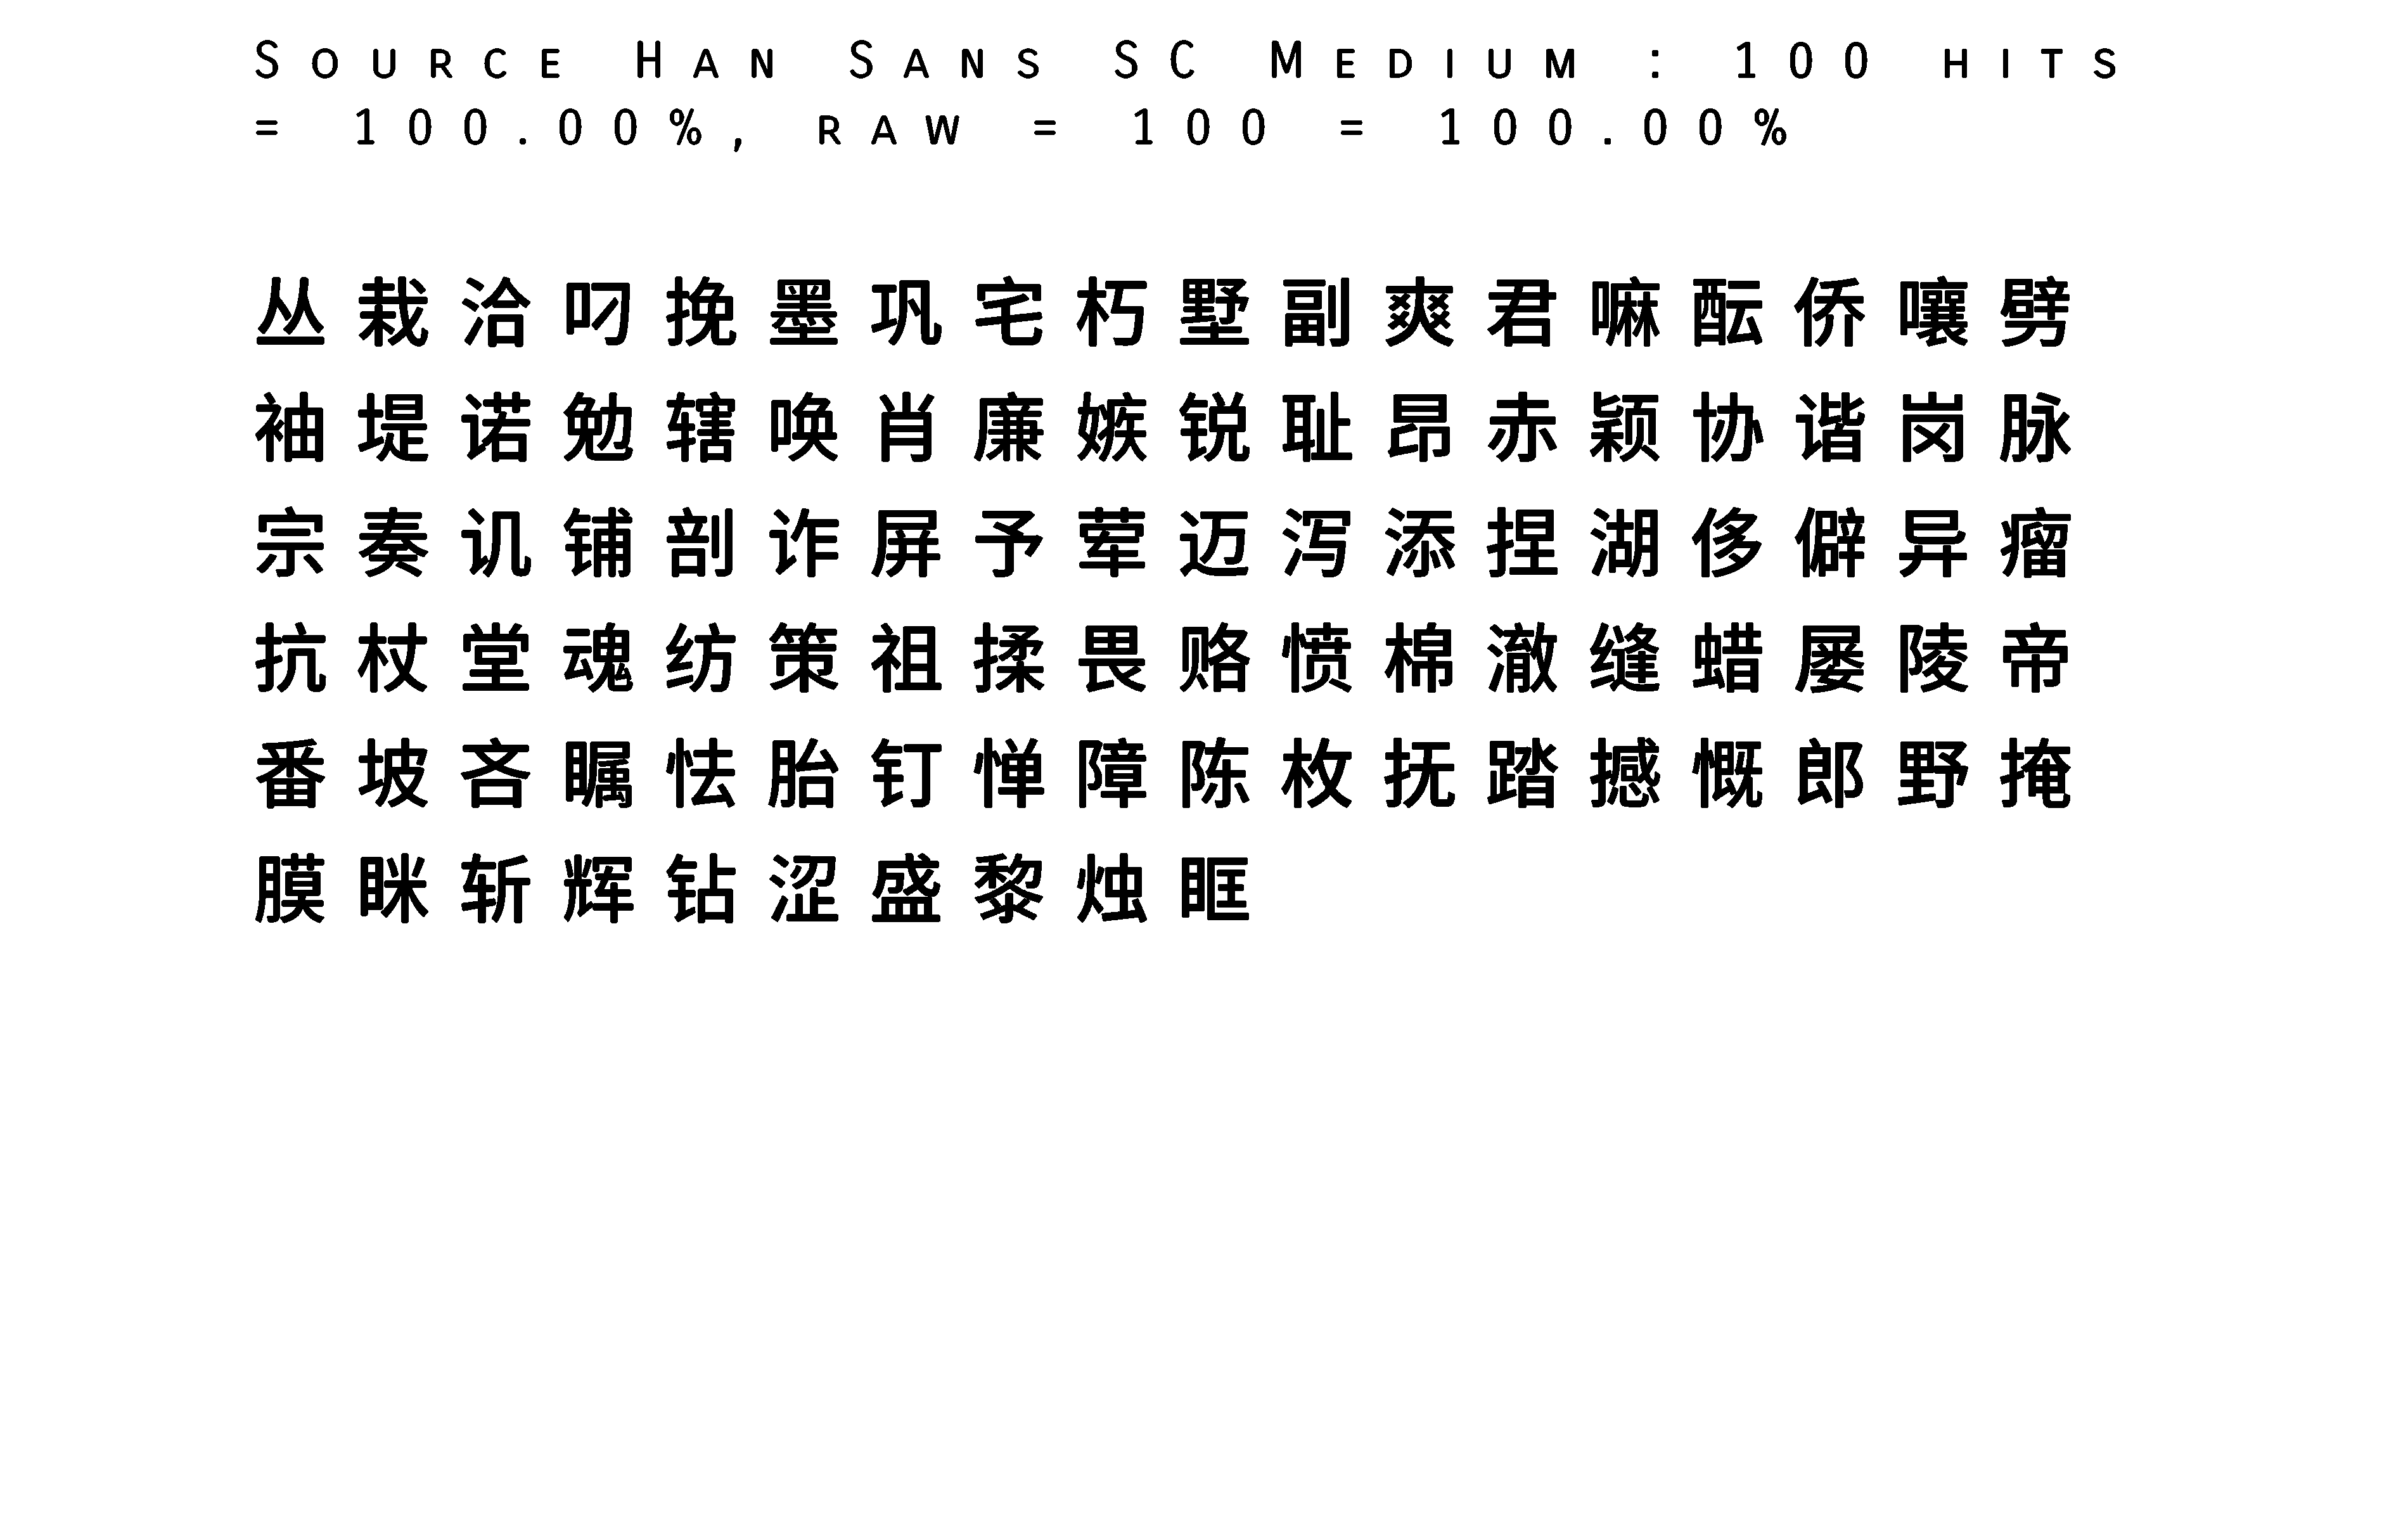 Source Han Sans SC Medium : 100 hits
= 100.00%, raw = 100 = 100.00%
丛栽洽叼挽墨巩宅朽墅副爽君嘛酝侨嚷劈
袖堤诺勉辖唤肖廉嫉锐耻昂赤颖协谐岗脉
宗奏讥铺剖诈屏予荤迈泻添捏湖侈僻异瘤
抗杖堂魂纺策祖揉畏赂愤棉澈缝蜡屡陵帝
番坡吝瞩怯胎钉惮障陈枚抚踏撼慨郎野掩
膜眯斩辉钻涩盛黎烛眶